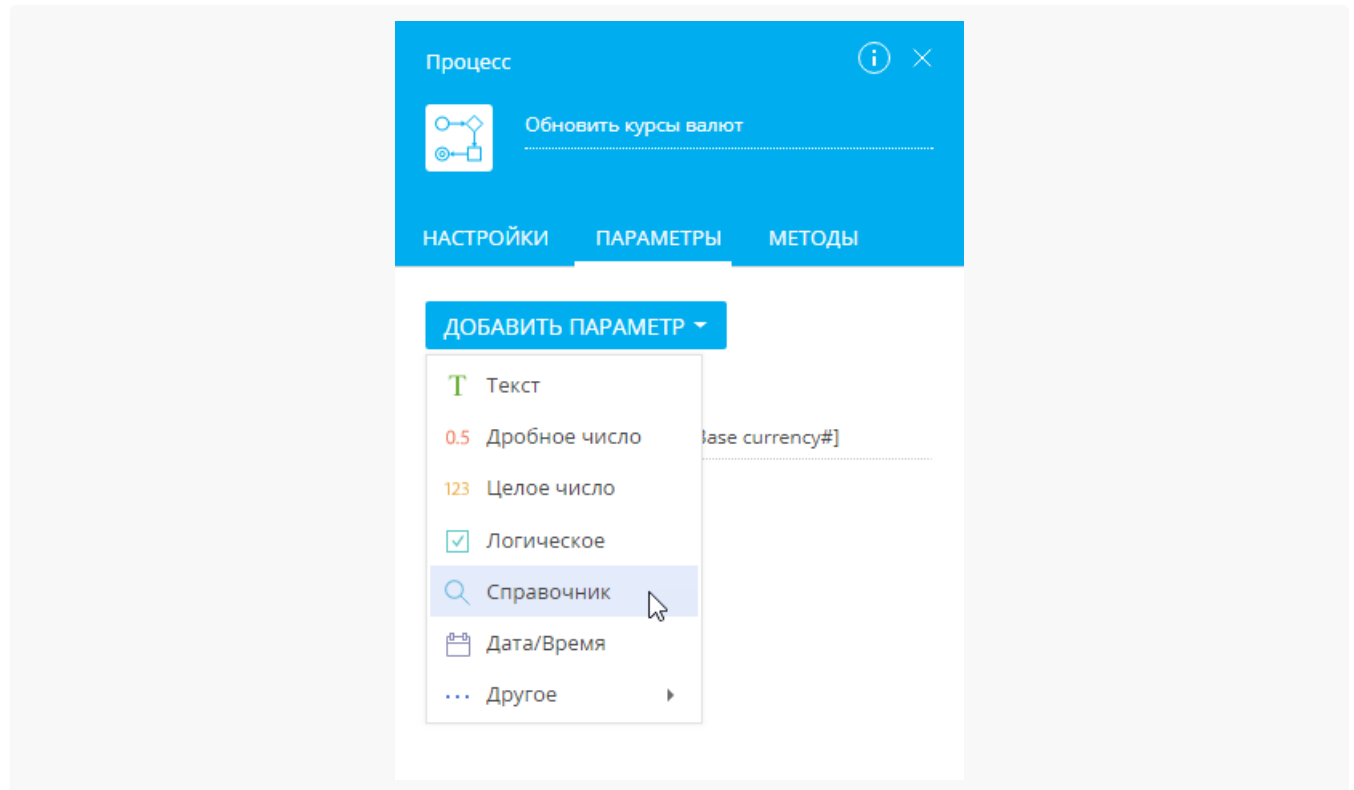 Процесс
Обновить курсы валют
НАСТРОЙКИ ПАРАМЕТРЫ МЕТОДЫ
ДОБАВИТЬ ПАРАМЕТР
T Текст
0.5 Дробное число
currency#]
123 Целое число
Логическое
Справочник
Дата/Время
... Другое